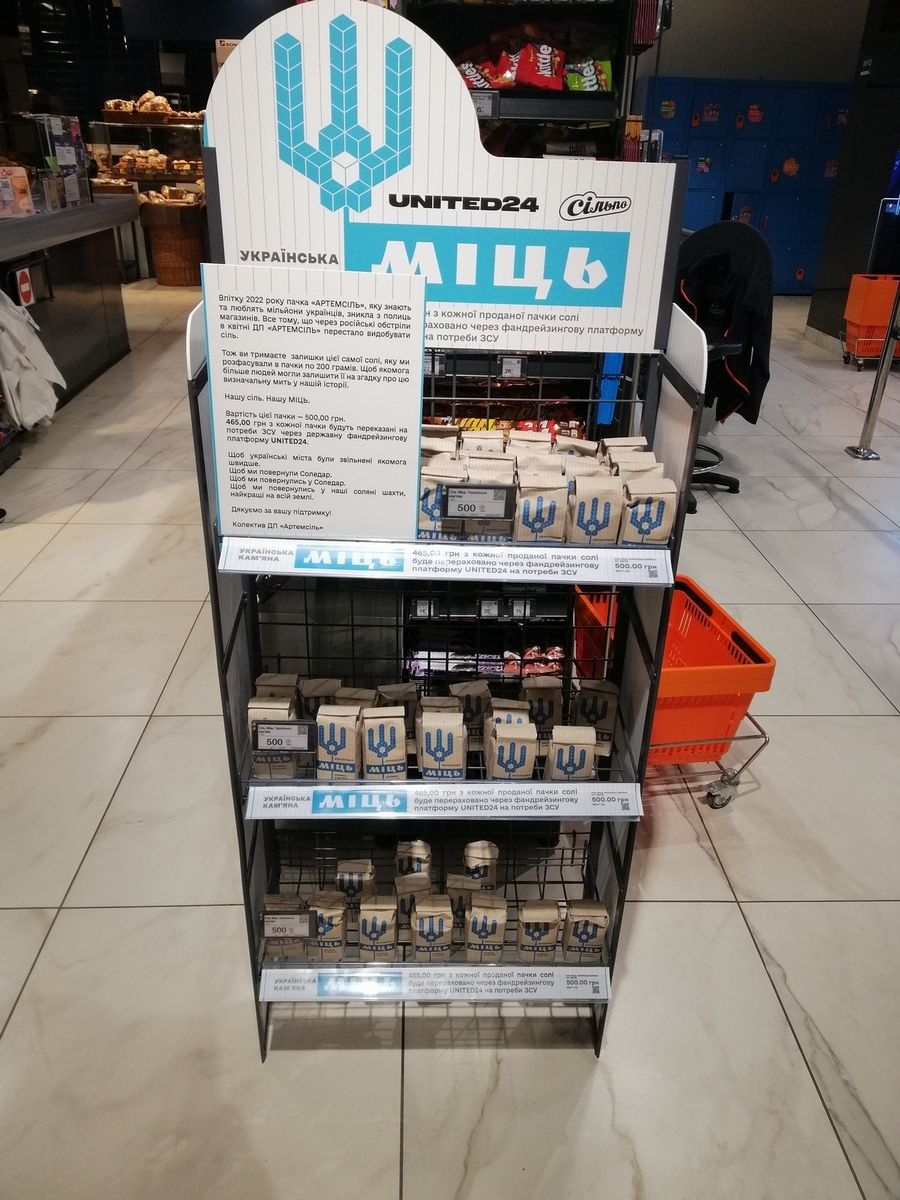 UNITED24
Сільпо
УКРАЇНСЬКА
МІЦЬ
н з кожної проданої пачки солі
раховано через фандрейзингову платформу
на потреби ЗСУ
Влітку 2022 року пачка «АРТЕМСІЛЬ», яку знають
та люблять мільйони українців, зникла з полиць
магазинів. Все тому, що через російські обстріли
в квітні ДП «АРТЕМСІЛЬ» перестало видобувати
сіль.
Тож ви тримаєте залишки цієї самої солі, яку ми
розфасували в пачки по 200 грамів. Щоб якомога
більше людей могли залишити її на згадку про цю
визначальну мить у нашій історії.
Нашу сіль. Нашу МІЦЬ.
Вартість цієї пачки – 500,00 грн.
465,00 грн з кожної пачки будуть переказані на
потреби ЗСУ через державну фандрейзингову
платформу UNITED24.
Щоб українські міста були звільнені якомога
швидше.
Щоб ми повернули Соледар.
Щоб ми повернулись у Соледар.
Щоб ми повернулись у наші соляні шахти,
найкращі на всій землі.
Дякуємо за вашу підтримку!
Колектив ДП «Артемсіль»
500
УКРАЇНСЬКА
КАМ'ЯНА
МІЦЬ
465,00 грн з кожної проданої пачки солі
буде перераховано через фандрейзингову
платформу UNITED24 на потреби ЗСУ
500.00 грн
500
МІЦЬ
МІЦЬ
МІЦЬ
УКРАЇНСЬКА
КАМ'ЯНА
МІЦЬ
465,00 грн з кожної проданої пачки солі
буде перераховано через фандрейзингову
платформу UNITED24 на потреби ЗСУ
500.00 грн
500
МІЦЬ
МІЦЬ
МІЦЬ
МІЦЬ
МІЦЬ
УКРАЇНСЬКА
КАМ'ЯНА
МІЦЬ
465,00 грн з кожної проданої пачки солі
буде перераховано через фандрейзингову
платформу UNITED24 на потреби ЗСУ
500.00 грн